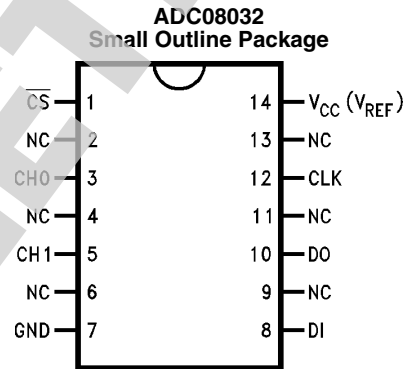 ADC08032
Small Outline Package
CS 1 14 VCC (VREF)
NC 2 13 NC
CH0 3 12 CLK
NC 4 11 NC
CH1 5 10 DO
NC 6 9 NC
GND 7 8 DI